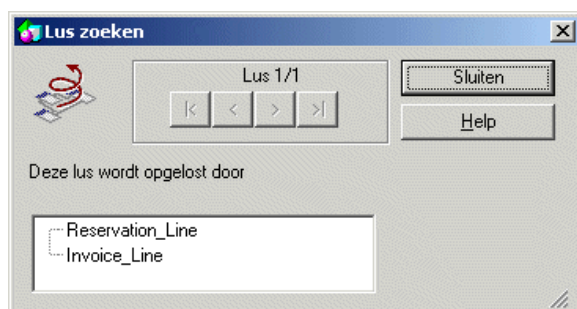 Lus zoeken
Lus 1/1
Sluiten
|< < > >|
Help
Deze lus wordt opgelost door
Reservation_Line
Invoice_Line